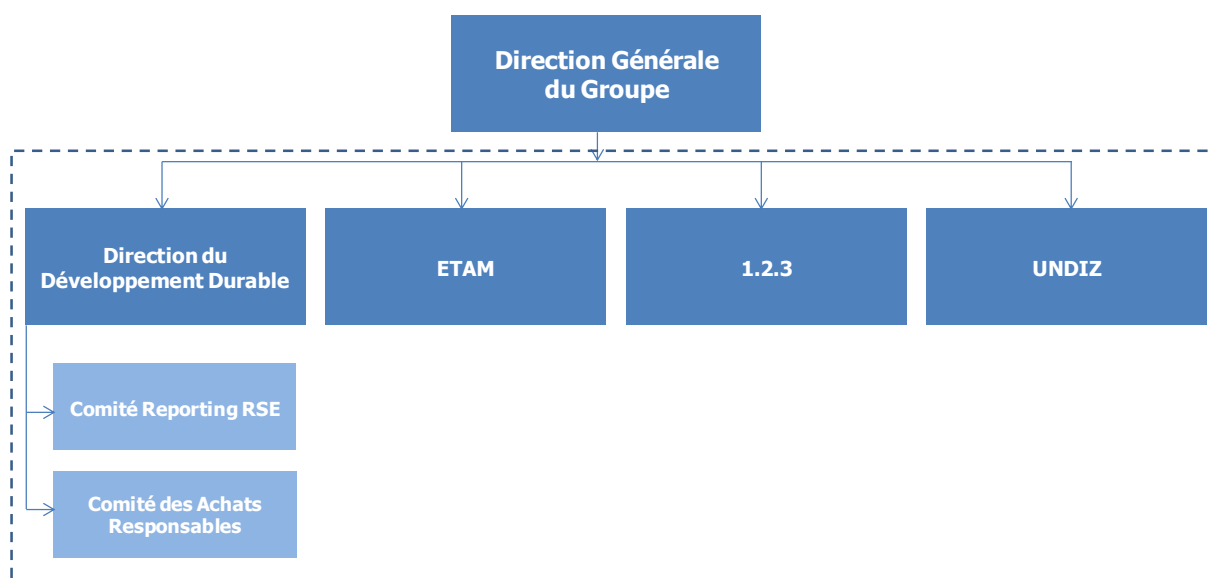 Direction Générale
du Groupe
Direction du
Développement Durable
ETAM
1.2.3
UNDIZ
Comité Reporting RSE
Comité des Achats
Responsables